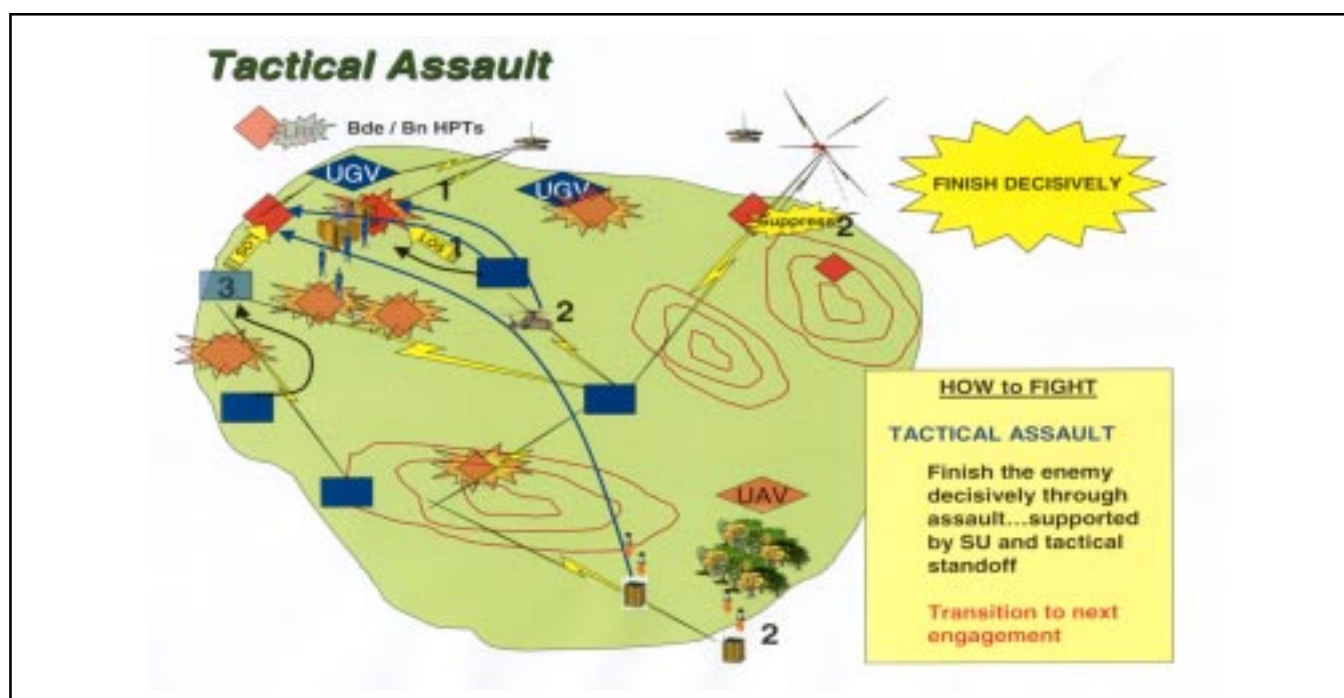 Tactical Assault
Bde / Bn HPTs
UGV
1
UGV
FINISH DECISIVELY
Suppress
2
LOS
1
BOT
3
2
HOW to FIGHT
TACTICAL ASSAULT
Finish the enemy
decisively through
assault...supported
by SU and tactical
standoff
Transition to next
engagement
UAV
2